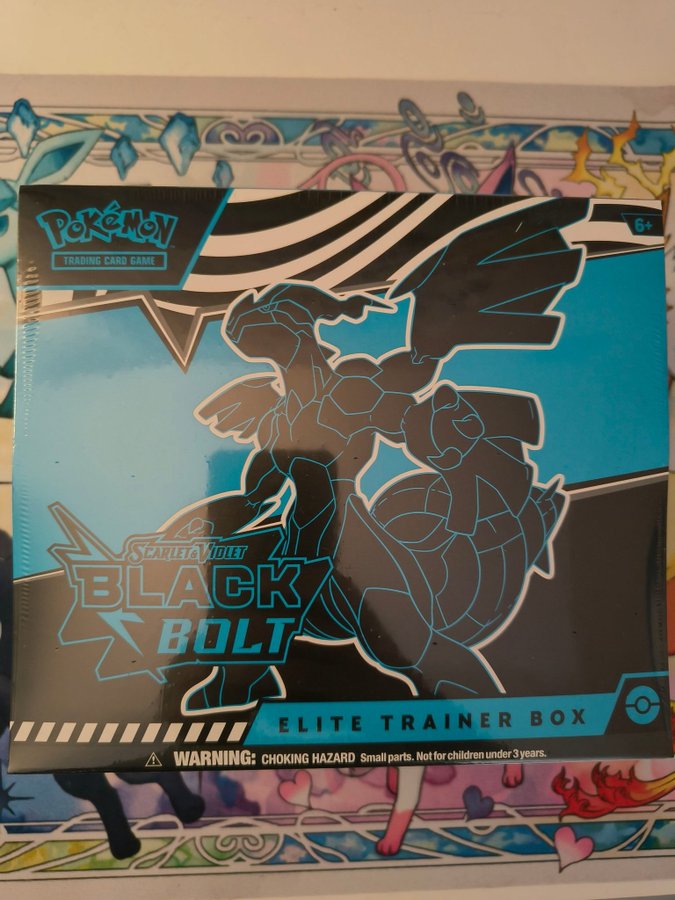 POKéMON
TRADING CARD GAME
6+
SCARLET & VIOLET
BLACK
BOLT
ELITE TRAINER BOX
WARNING: CHOKING HAZARD Small parts. Not for children under 3 years.